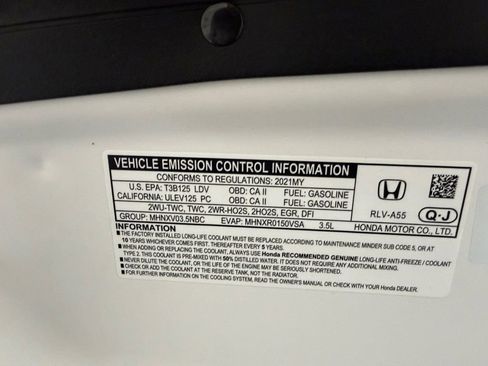 VEHICLE EMISSION CONTROL INFORMATION
CONFORMS TO REGULATIONS: 2021MY
U.S. EPA: T3B125 LDV OBD: CA II FUEL: GASOLINE
CALIFORNIA: ULEV125 PC OBD: CA II FUEL: GASOLINE
2WU-TWC, TWC, 2WR-HO2S, 2HO2S, EGR, DFI
GROUP: MHNXV03.5NBC EVAP: MHNXR0150VSA 3.5L
RLV-A55 Q-J
HONDA MOTOR CO., LTD.
INFORMATION
■ THE FACTORY INSTALLED LONG-LIFE COOLANT MUST BE REPLACED ACCORDING TO MAINTENANCE MINDER SUB CODE 5, OR AT
10 YEARS WHICHEVER COMES FIRST, THEREAFTER EVERY 5 YEARS.
■ WHEN ADDING OR REPLACING THE COOLANT, ALWAYS USE Honda RECOMMENDED GENUINE LONG-LIFE ANTI-FREEZE / COOLANT
TYPE 2. THIS COOLANT IS PRE-MIXED WITH 50% DISTILLED WATER. IT DOES NOT REQUIRE ANY ADDITIONAL MIXING.
■ NEVER DILUTE THE COOLANT, OR THE LIFE OF THE ENGINE MAY BE SERIOUSLY SHORTENED.
■ CHECK OR ADD THE COOLANT AT THE RESERVE TANK, NOT THE RADIATOR.
■ FOR FURTHER INFORMATION ON THE COOLING SYSTEM, READ THE OWNER'S MANUAL OR CHECK WITH YOUR Honda DEALER.